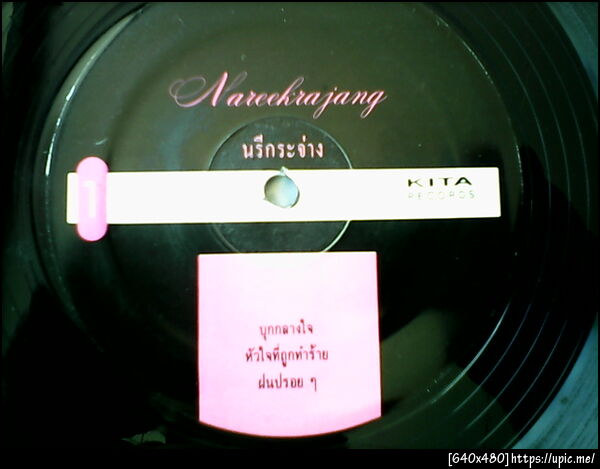 Nareekrajang
นรีกระจ่าง
1
KITA
RECORDS
บุกกลางใจ
หัวใจที่ถูกทำร้าย
ฝนปรอย ๆ
[640x480]https://upic.me/